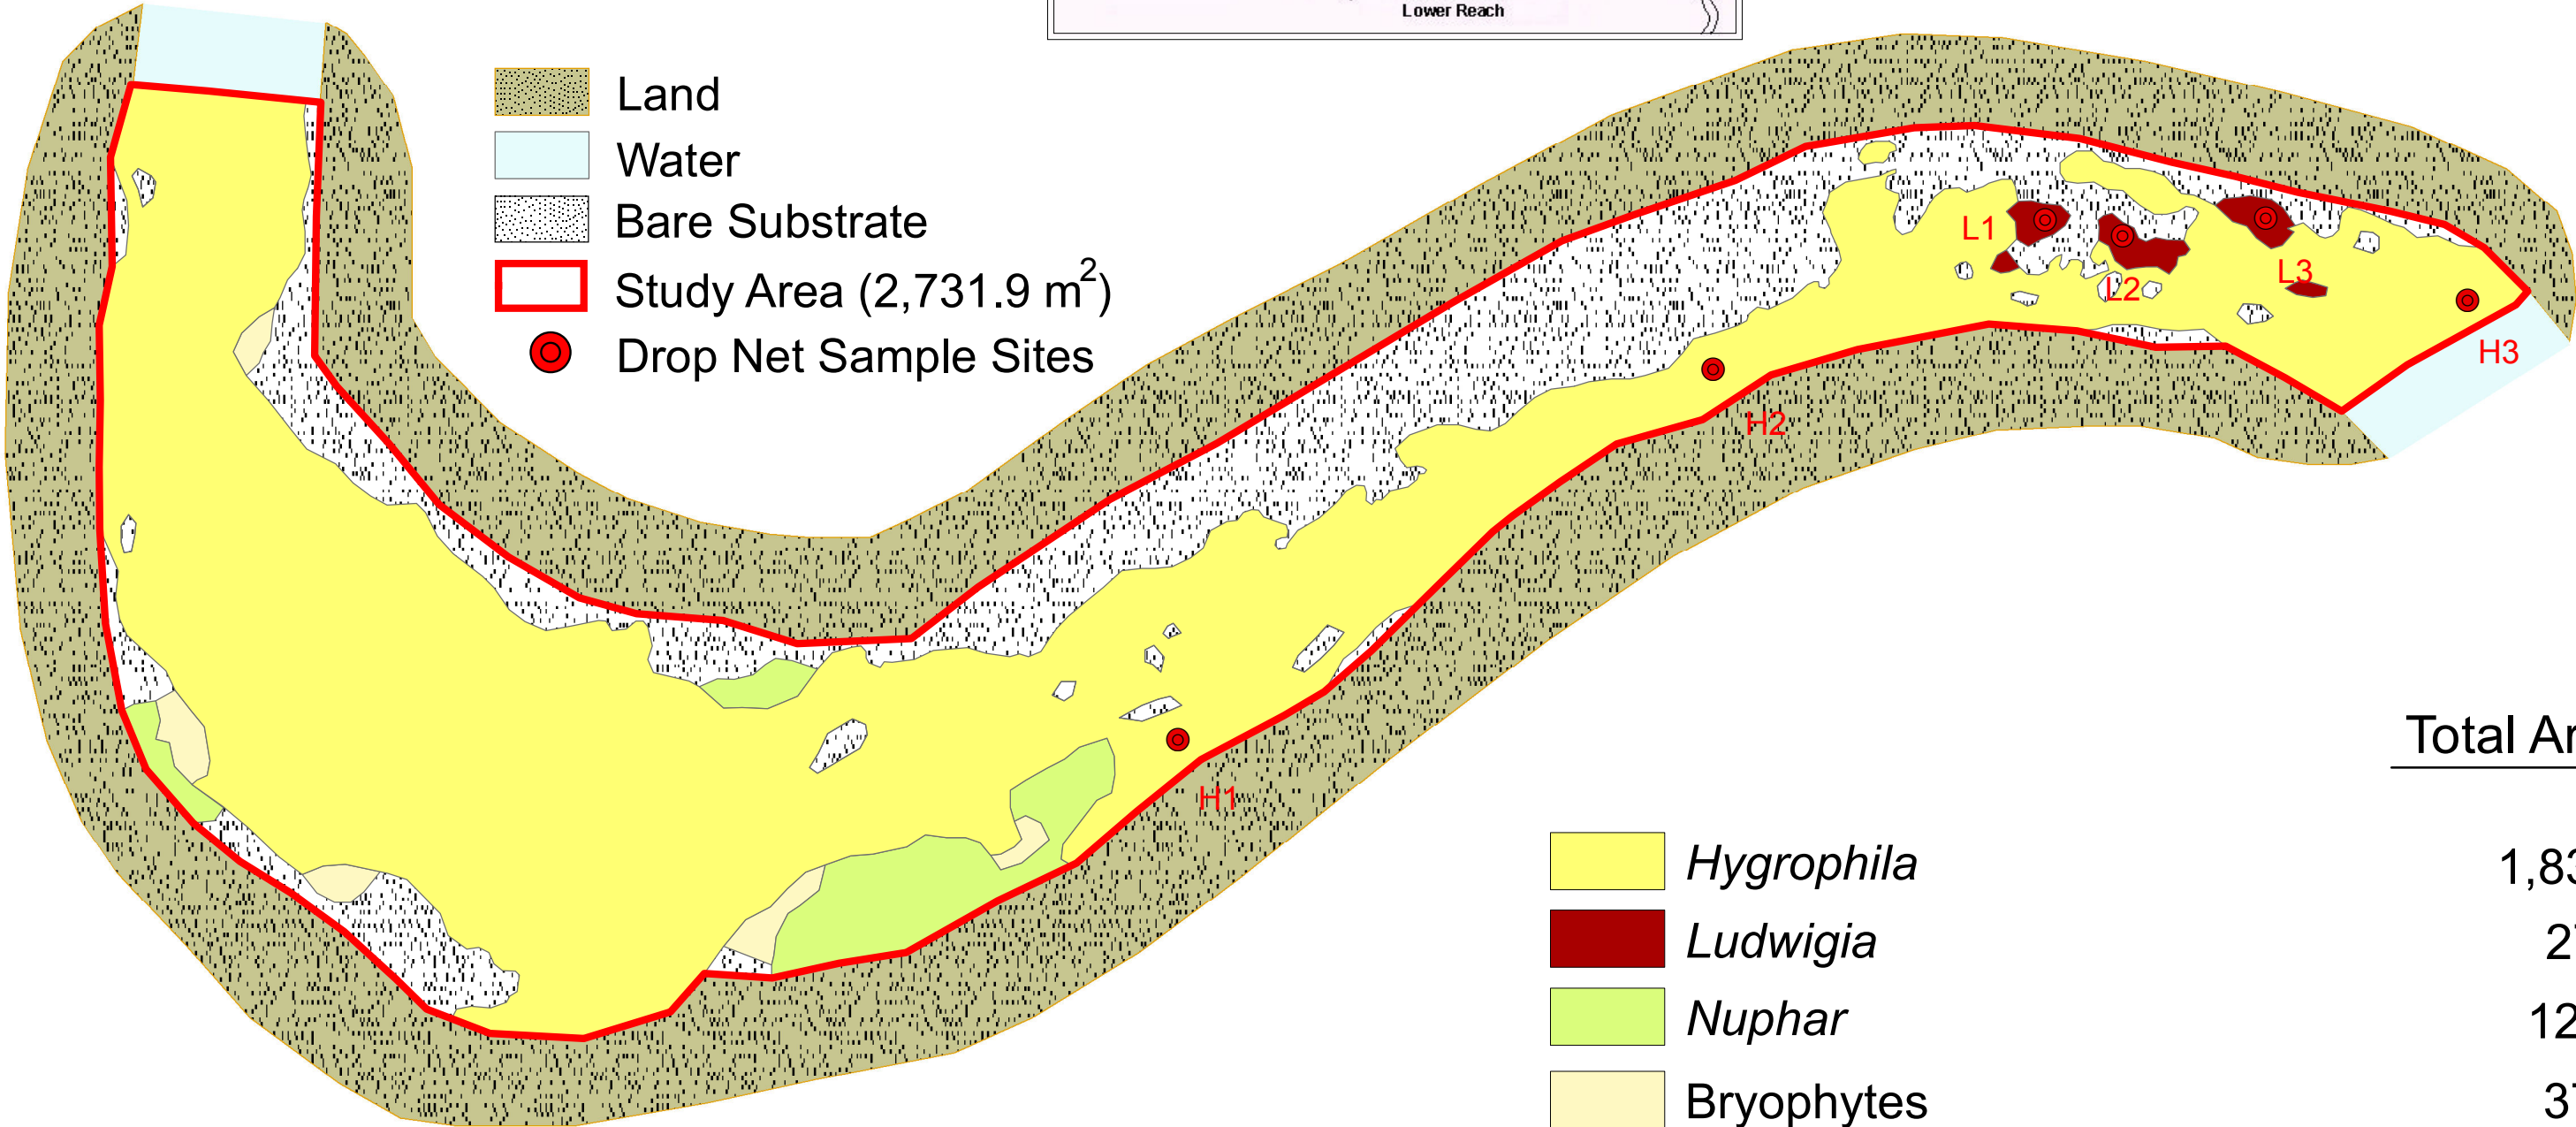 Lower Reach
Land
Water
Bare Substrate
Study Area (2,731.9 m²)
Drop Net Sample Sites
L1
L2
L3
H3
H2
H1
Total
Hygrophila
Ludwigia
Nuphar
Bryophytes